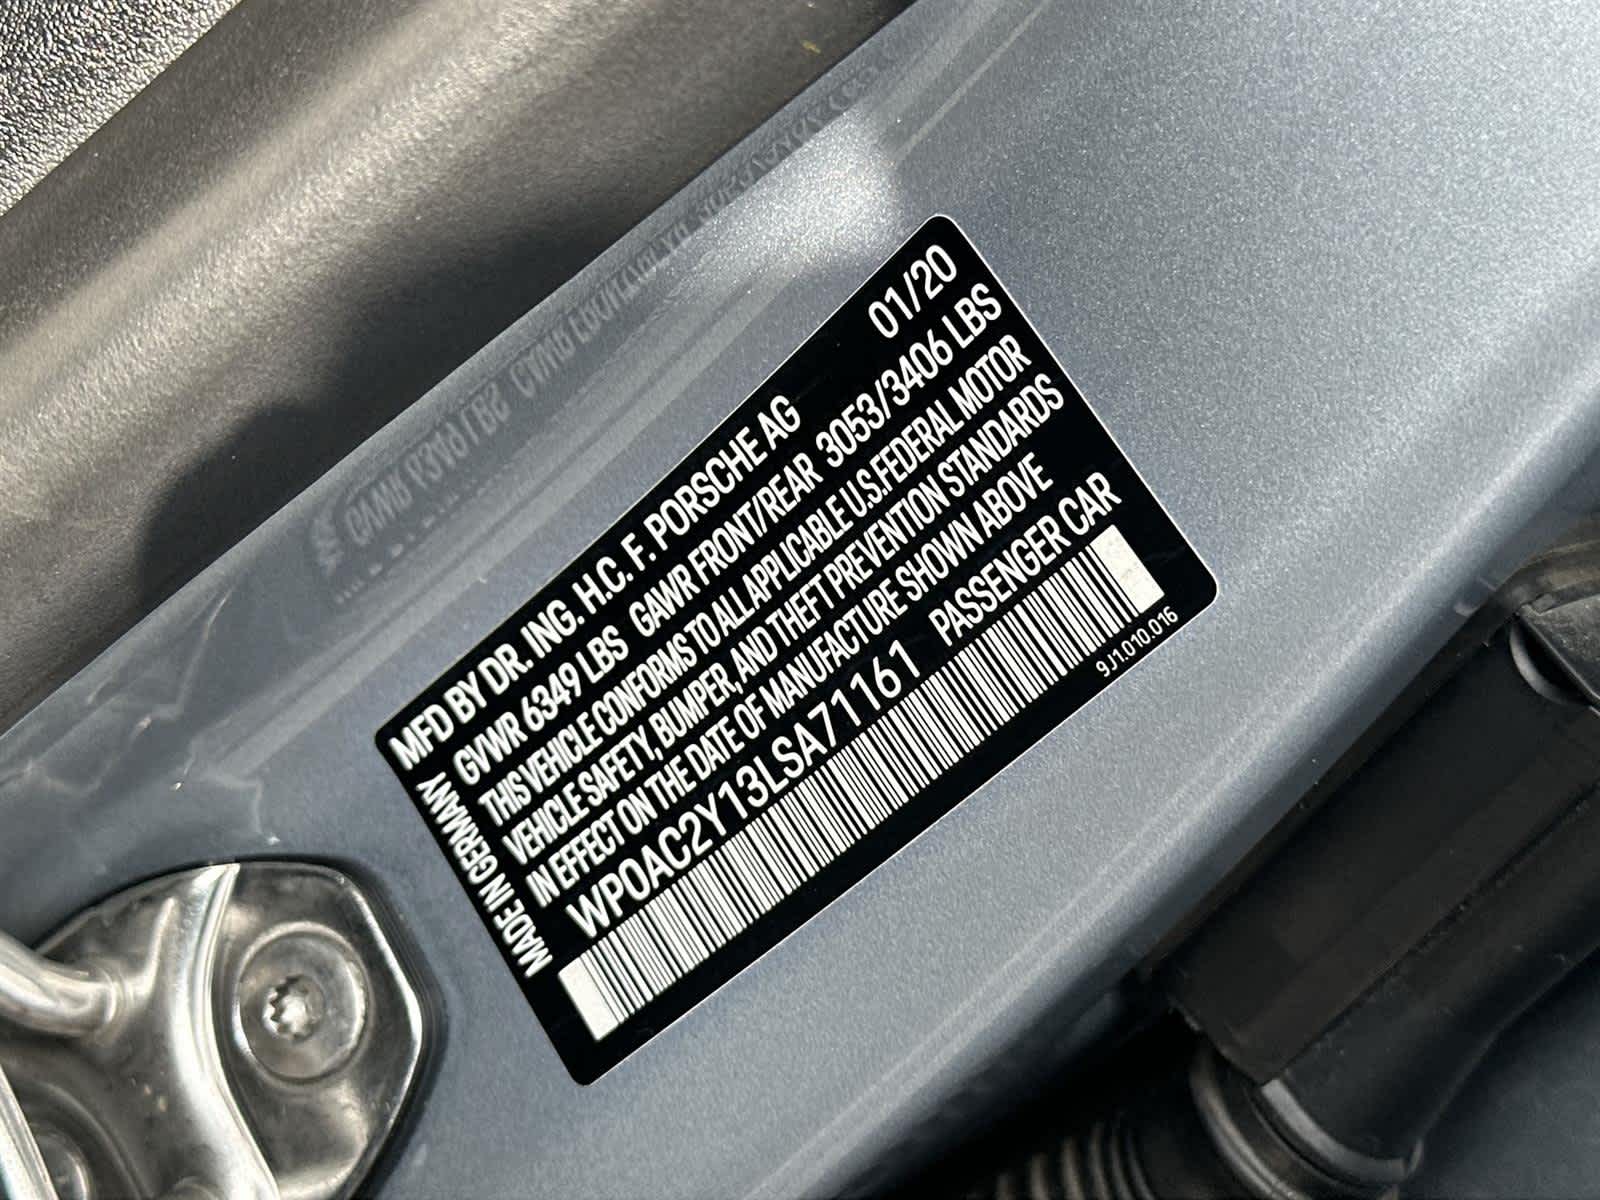 MFD BY DR. ING. H.C. F. PORSCHE AG 01/20
GVWR 6349 LBS GAWR FRONT/REAR 3053/3406 LBS
THIS VEHICLE CONFORMS TO ALL APPLICABLE U.S.FEDERAL MOTOR
VEHICLE SAFETY, BUMPER, AND THEFT PREVENTION STANDARDS
IN EFFECT ON THE DATE OF MANUFACTURE SHOWN ABOVE
WP0AC2Y13LSA71161 PASSENGER CAR
9J1.010.016
MADE IN GERMANY